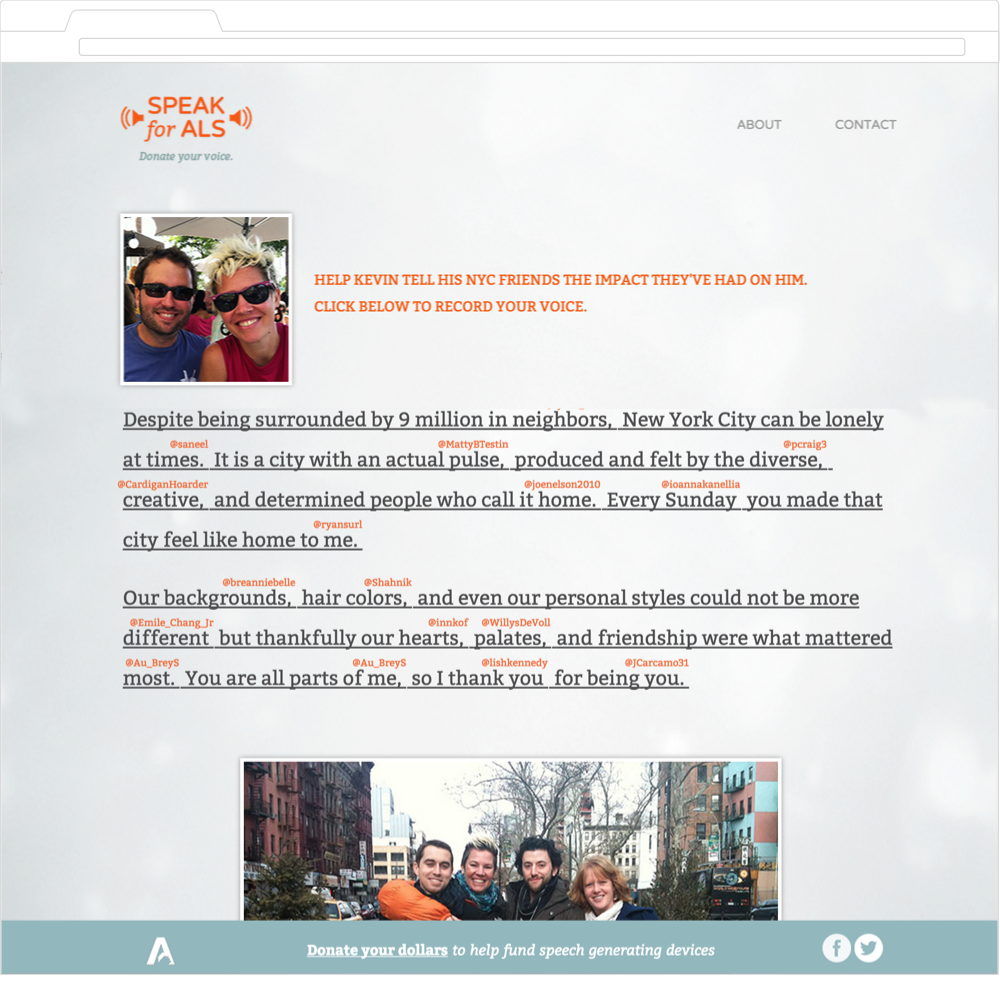 SPEAK
for ALS
Donate your voice.
ABOUT
CONTACT
HELP KEVIN TELL HIS NYC FRIENDS THE IMPACT THEY'VE HAD ON HIM.
CLICK BELOW TO RECORD YOUR VOICE.
Despite being surrounded by 9 million in neighbors, New York City can be lonely
@saneel @MattyBTestin @pcraig3
at times. It is a city with an actual pulse, produced and felt by the diverse,
@CardiganHoarder @joenelson2010 @ioannakanellia
creative, and determined people who call it home. Every Sunday you made that
@ryansurl
city feel like home to me.
@breanniebelle @Shahnik
Our backgrounds, hair colors, and even our personal styles could not be more
@Emile_Chang_Jr @innkof @WillysDeVoll
different but thankfully our hearts, palates, and friendship were what mattered
@Au_BreyS @Au_BreyS @lishkennedy @JCarcamo31
most. You are all parts of me, so I thank you for being you.
Donate your dollars to help fund speech generating devices